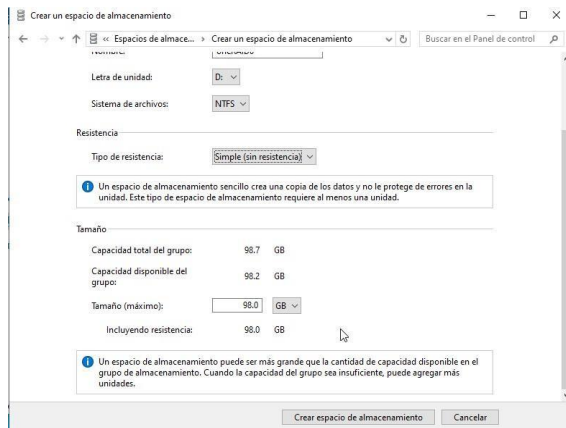 Crear un espacio de almacenamiento
« Espacios de almace... › Crear un espacio de almacenamiento
Buscar en el Panel de control
Letra de unidad: D:
Sistema de archivos: NTFS
Resistencia
Tipo de resistencia: Simple (sin resistencia)
Un espacio de almacenamiento sencillo crea una copia de los datos y no le protege de errores en la
unidad. Este tipo de espacio de almacenamiento requiere al menos una unidad.
Tamaño
Capacidad total del grupo: 98.7 GB
Capacidad disponible del
grupo: 98.2 GB
Tamaño (máximo): 98.0 GB
Incluyendo resistencia: 98.0 GB
Un espacio de almacenamiento puede ser más grande que la cantidad de capacidad disponible en el
grupo de almacenamiento. Cuando la capacidad del grupo sea insuficiente, puede agregar más
unidades.
Crear espacio de almacenamiento Cancelar